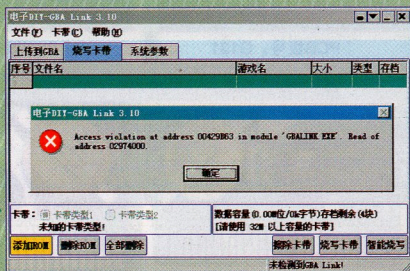 电子DIY-GBA Link 3.10
文件(F) 卡带(C) 帮助(H)
上传到GBA 烧写卡带 系统参数
序号 文件名 游戏名 大小 类型 存档
电子DIY-GBA Link 3.10
Access violation at address 00429B63 in module 'GBALINK.EXE'. Read of
address 02974000.
确定
卡带: 卡带类型1 卡带类型2
未知的卡带类型!
数据容量(0.00M位/0k字节)存档剩余(4块)
[请使用 32M 以上容量的卡带]
添加ROM 删除ROM 全部删除 擦除卡带 烧写卡带 智能烧写
未检测到GBA Link!